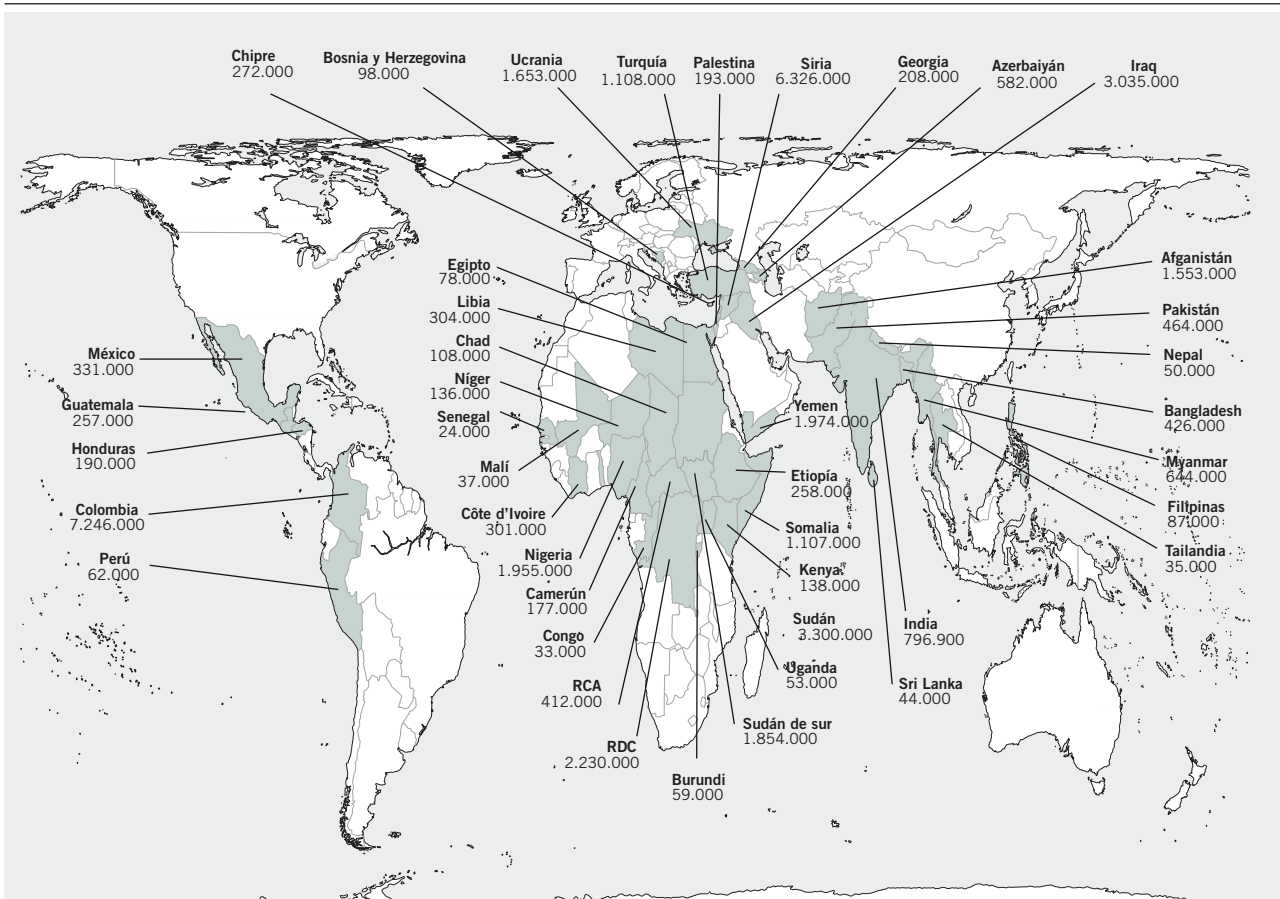 Chipre
272.000
Bosnia y Herzegovina
98.000
Ucrania
1.653.000
Turquía
1.108.000
Palestina
193.000
Siria
6.326.000
Georgia
208.000
Azerbaiyán
582.000
Iraq
3.035.000
Egipto
78.000
Libia
304.000
Chad
108.000
Níger
136.000
Senegal
24.000
Malí
37.000
Côte d'Ivoire
301.000
Nigeria
1.955.000
Camerún
177.000
Congo
33.000
RCA
412.000
RDC
2.230.000
Burundi
59.000
México
331.000
Guatemala
257.000
Honduras
190.000
Colombia
7.246.000
Perú
62.000
Yemen
1.974.000
Etiopía
258.000
Somalia
1.107.000
Kenya
138.000
Sudán
3.300.000
Uganda
53.000
Sudán de sur
1.854.000
Afganistán
1.553.000
Pakistán
464.000
Nepal
50.000
Bangladesh
426.000
Myanmar
644.000
Filipinas
87.000
Tailandia
35.000
India
796.900
Sri Lanka
44.000